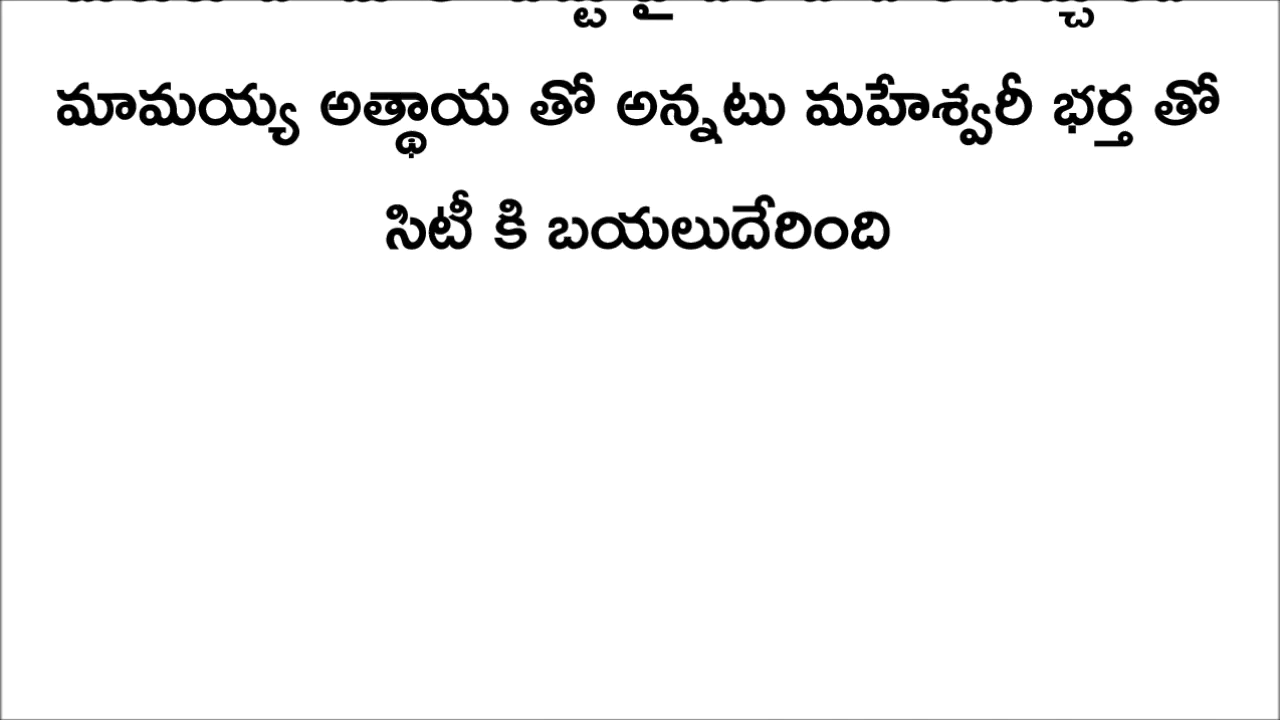 మామయ్య అత్థాయ తో అన్నటు మహేశ్వరీ భర్త తో
సిటీ కి బయలుదేరింది